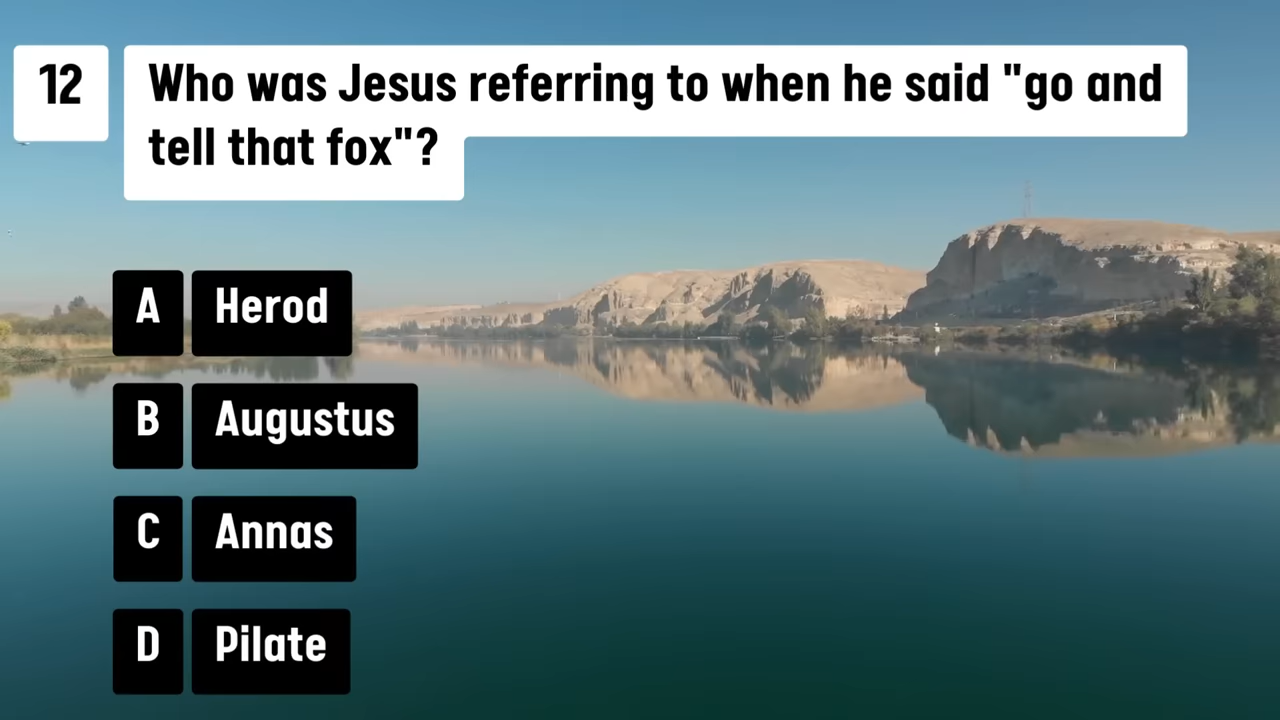 12
Who was Jesus referring to when he said "go and
tell that fox"?
A Herod
B Augustus
C Annas
D Pilate